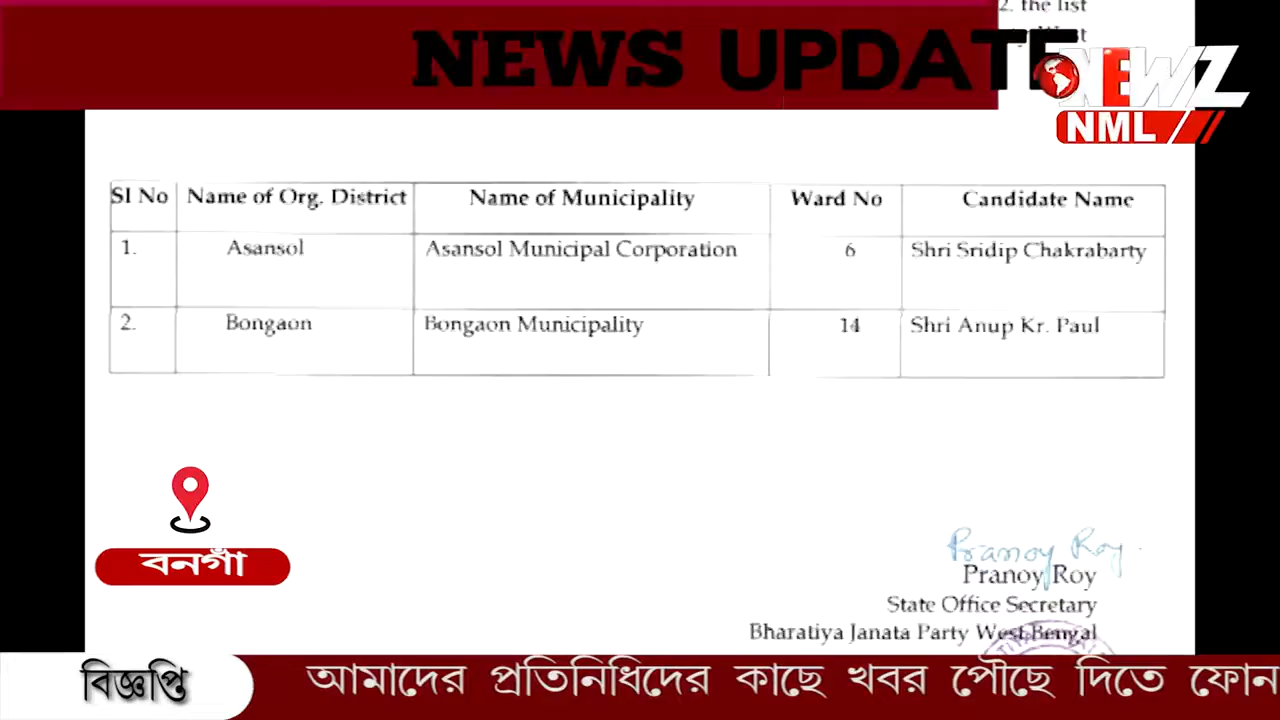 2. the list
NEWS UPDATE
NEWZ
NML
Sl No Name of Org. District Name of Municipality Ward No Candidate Name
1. Asansol Asansol Municipal Corporation 6 Shri Sridip Chakrabarty
2. Bongaon Bongaon Municipality 14 Shri Anup Kr. Paul
বনগাঁ
Pranoy Roy
Pranoy Roy
State Office Secretary
Bharatiya Janata Party West Bengal
বিজ্ঞপ্তি আমাদের প্রতিনিধিদের কাছে খবর পৌছে দিতে ফোন